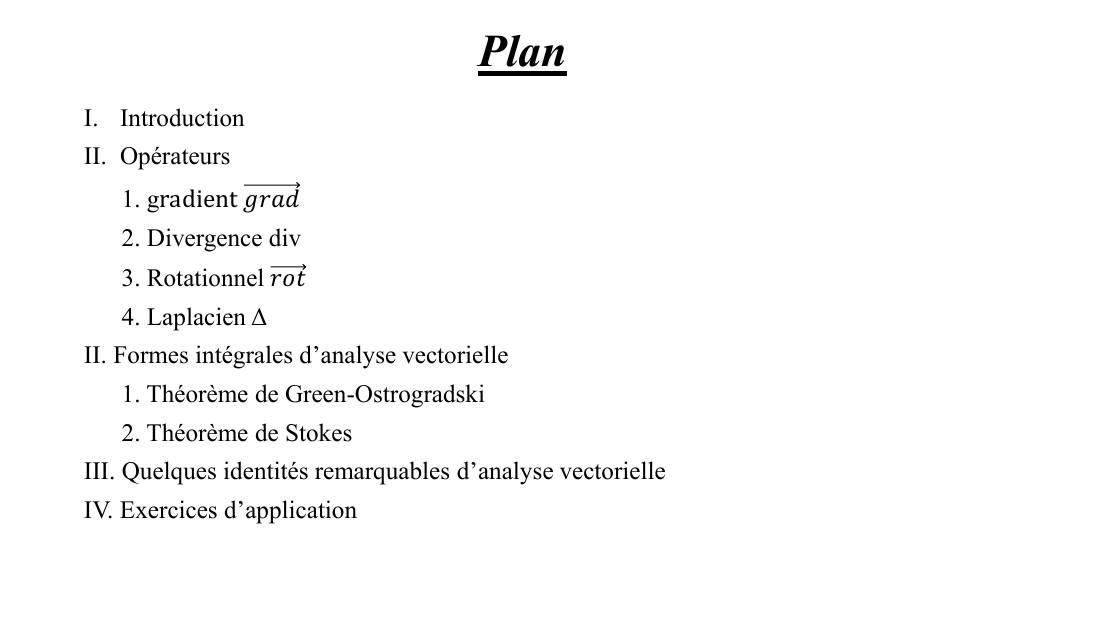 Plan
I. Introduction
II. Opérateurs
1. gradient $\overrightarrow{grad}$
2. Divergence div
3. Rotationnel $\overrightarrow{rot}$
4. Laplacien Δ
II. Formes intégrales d’analyse vectorielle
1. Théorème de Green-Ostrogradski
2. Théorème de Stokes
III. Quelques identités remarquables d’analyse vectorielle
IV. Exercices d’application